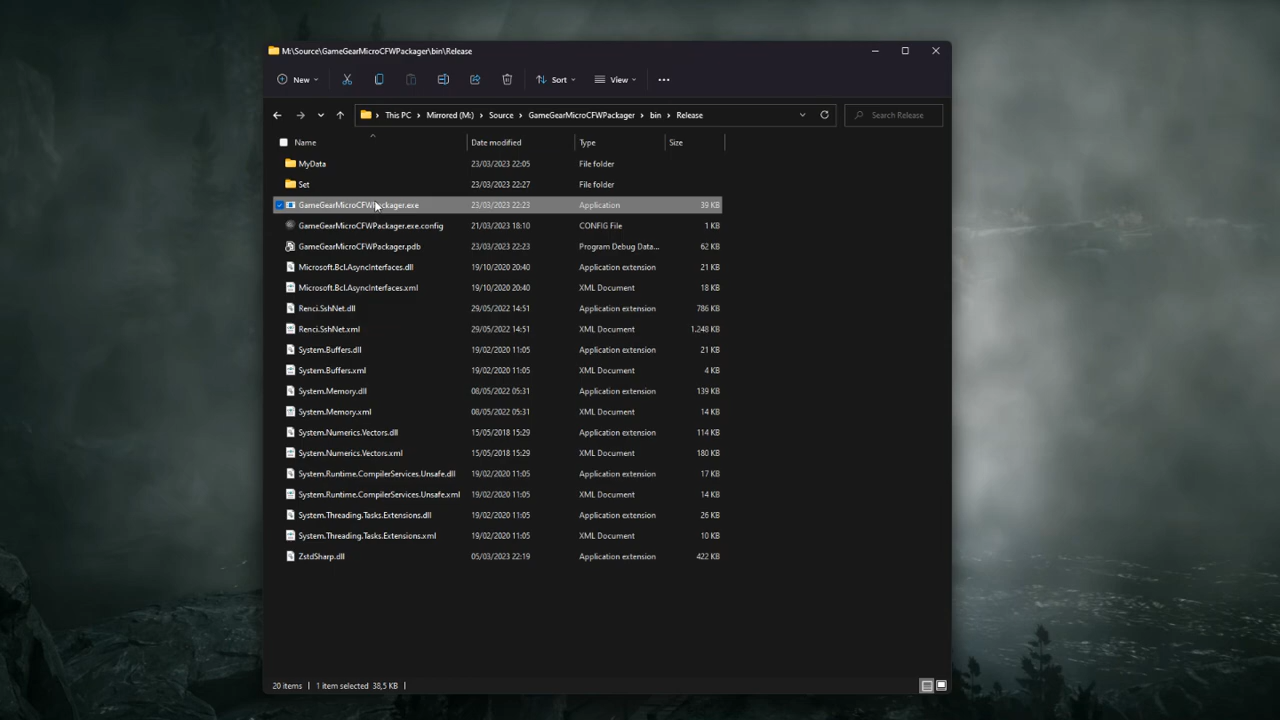 M:\Source\GameGearMicroCFWPackager\bin\Release
New Sort View
This PC > Mirrored (M:) > Source > GameGearMicroCFWPackager > bin > Release Search Release
Name Date modified Type Size
MyData 23/03/2023 22:05 File folder
Set 23/03/2023 22:27 File folder
GameGearMicroCFWPackager.exe 23/03/2023 22:23 Application 39 KB
GameGearMicroCFWPackager.exe.config 21/03/2023 18:10 CONFIG File 1 KB
GameGearMicroCFWPackager.pdb 23/03/2023 22:23 Program Debug Data... 62 KB
Microsoft.Bcl.AsyncInterfaces.dll 19/10/2020 20:40 Application extension 21 KB
Microsoft.Bcl.AsyncInterfaces.xml 19/10/2020 20:40 XML Document 18 KB
Renci.SshNet.dll 29/05/2022 14:51 Application extension 786 KB
Renci.SshNet.xml 29/05/2022 14:51 XML Document 1.248 KB
System.Buffers.dll 19/02/2020 11:05 Application extension 21 KB
System.Buffers.xml 19/02/2020 11:05 XML Document 4 KB
System.Memory.dll 08/05/2022 05:31 Application extension 139 KB
System.Memory.xml 08/05/2022 05:31 XML Document 14 KB
System.Numerics.Vectors.dll 15/05/2018 15:29 Application extension 114 KB
System.Numerics.Vectors.xml 15/05/2018 15:29 XML Document 180 KB
System.Runtime.CompilerServices.Unsafe.dll 19/02/2020 11:05 Application extension 17 KB
System.Runtime.CompilerServices.Unsafe.xml 19/02/2020 11:05 XML Document 14 KB
System.Threading.Tasks.Extensions.dll 19/02/2020 11:05 Application extension 26 KB
System.Threading.Tasks.Extensions.xml 19/02/2020 11:05 XML Document 10 KB
ZstdSharp.dll 05/03/2023 22:19 Application extension 422 KB
20 items | 1 item selected 38,5 KB |